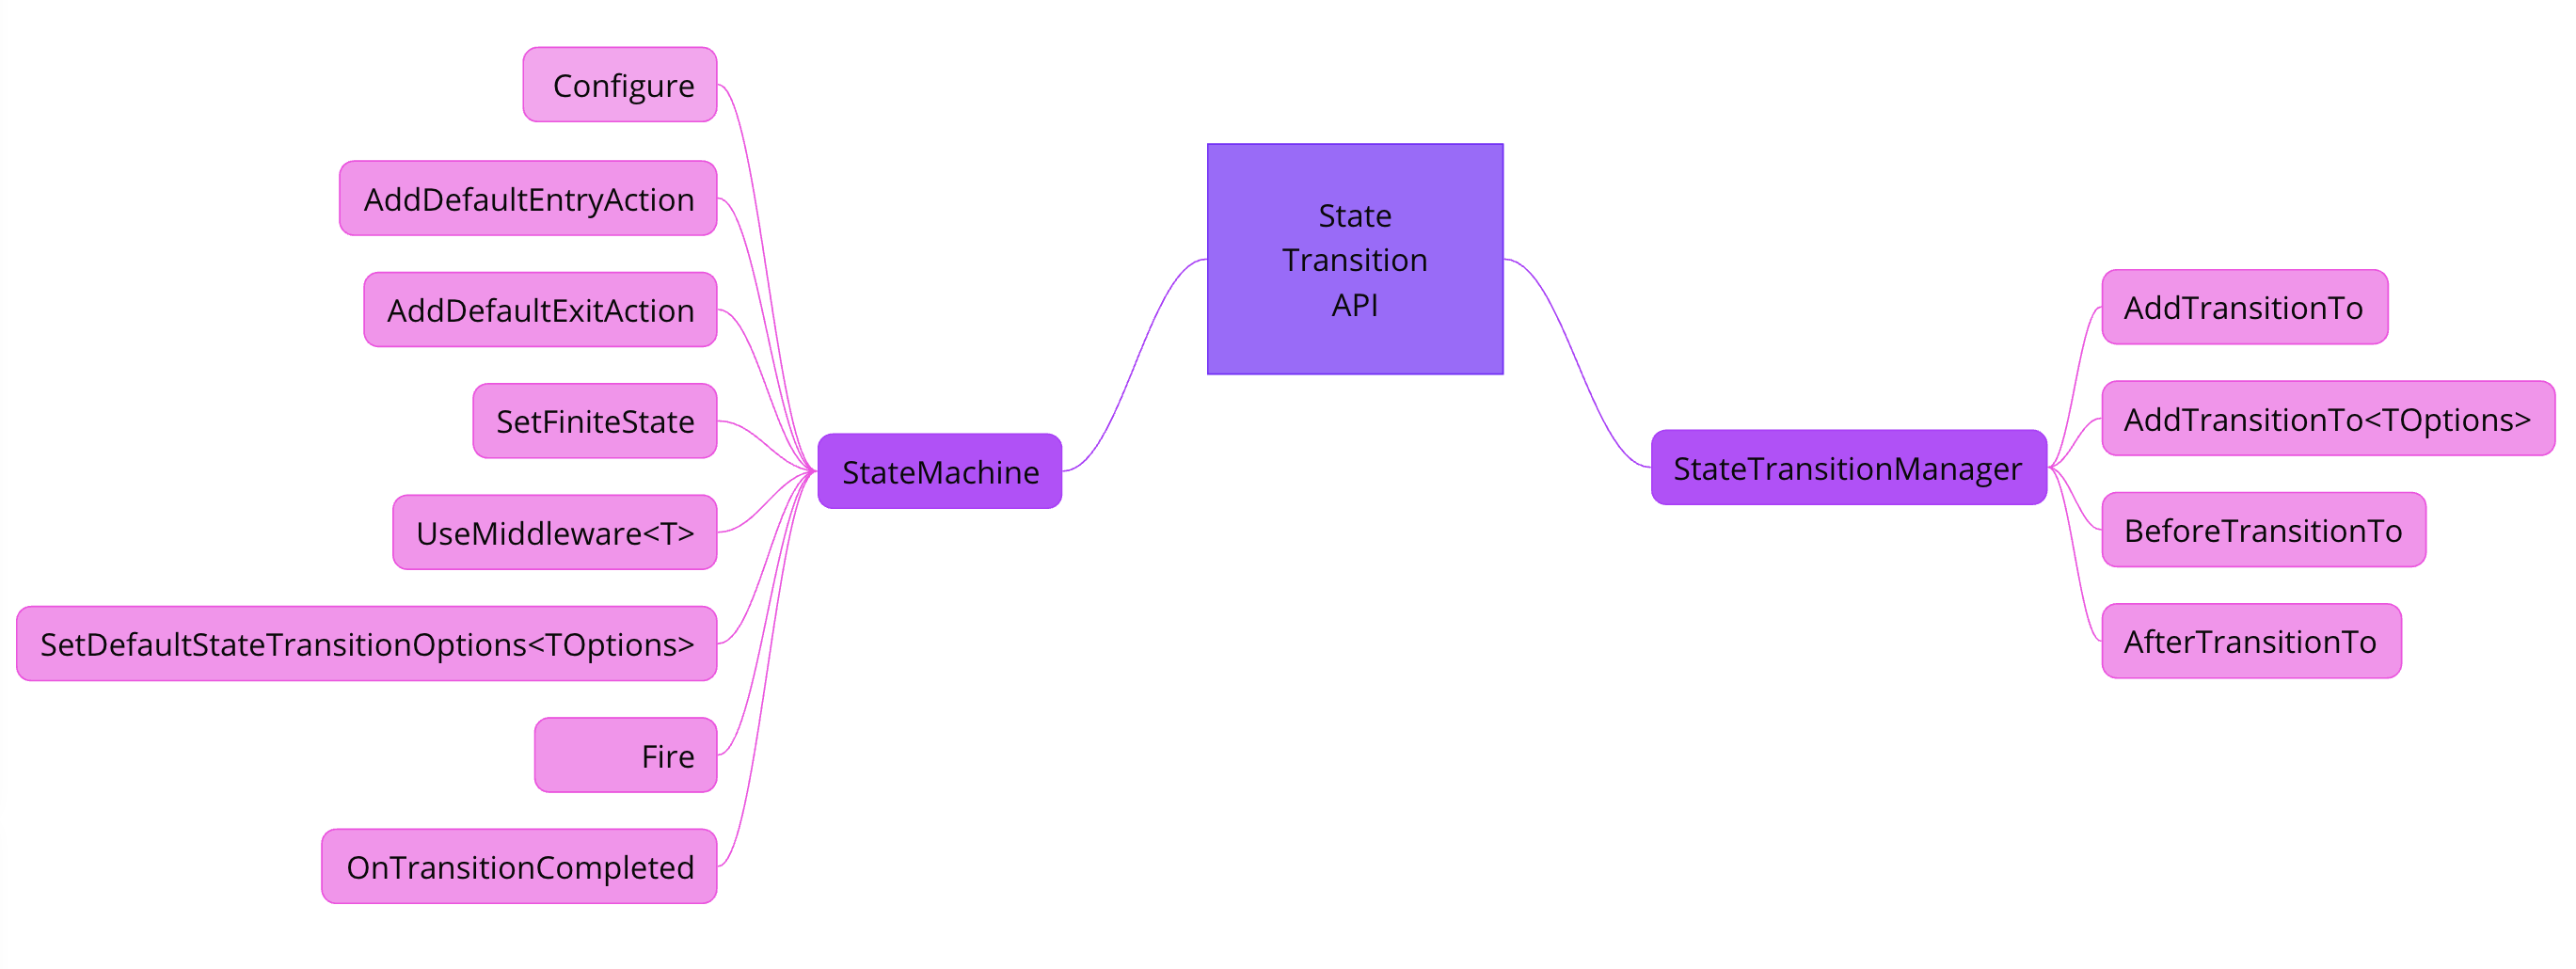 Configure
AddDefaultEntryAction
AddDefaultExitAction
SetFiniteState
UseMiddleware<T>
SetDefaultStateTransitionOptions<TOptions>
Fire
OnTransitionCompleted
StateMachine
State
Transition
API
StateTransitionManager
AddTransitionTo
AddTransitionTo<TOptions>
BeforeTransitionTo
AfterTransitionTo